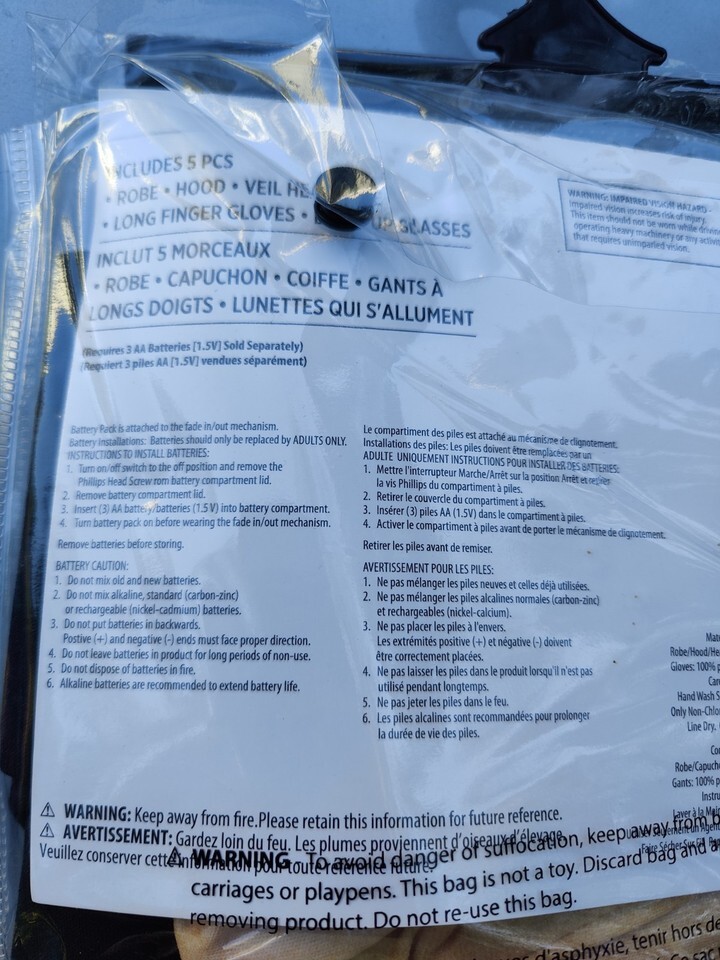 INCLUDES 5 PCS
• ROBE • HOOD • VEIL
• LONG FINGER GLOVES • GLASSES
INCLUT 5 MORCEAUX
• ROBE • CAPUCHON • COIFFE • GANTS À
LONGS DOIGTS • LUNETTES QUI S'ALLUMENT
(Requires 3 AA Batteries [1.5V] Sold Separately)
(Requiert 3 piles AA [1.5V] vendues séparément)
WARNING: IMPAIRED VISION HAZARD -
Impaired vision increases risk of injury.
This item should not be worn while driving
operating heavy machinery or any
that requires unimparied vision.
Battery Pack is attached to the fade in/out mechanism.
Battery Installations: Batteries should only be replaced by ADULTS ONLY.
INSTRUCTIONS TO INSTALL BATTERIES:
1. Turn on/off switch to the off position and remove the
Phillips Head Screw rom battery compartment lid.
2. Remove battery compartment lid.
3. Insert (3) AA battery/batteries (1.5 V) into battery compartment.
4. Turn battery pack on before wearing the fade in/out mechanism.
Remove batteries before storing.
BATTERY CAUTION:
1. Do not mix old and new batteries.
2. Do not mix alkaline, standard (carbon-zinc)
or rechargeable (nickel-cadmium) batteries.
3. Do not put batteries in backwards.
Postive (+) and negative (-) ends must face proper direction.
4. Do not leave batteries in product for long periods of non-use.
5. Do not dispose of batteries in fire.
6. Alkaline batteries are recommended to extend battery life.
Le compartiment des piles est attaché au mécanisme de clignotement.
Installations des piles: Les piles doivent être remplacées par un
ADULTE UNIQUEMENT INSTRUCTIONS POUR INSTALLER DES BATTERIES:
1. Mettre l'interrupteur Marche/Arrêt sur la position Arrêt et retirer
la vis Phillips du compartiment à piles.
2. Retirer le couvercle du compartiment à piles.
3. Insérer (3) piles AA (1.5V) dans le compartiment à piles.
4. Activer le compartiment à piles avant de porter le mécanisme de clignotement.
Retirer les piles avant de remiser.
AVERTISSEMENT POUR LES PILES:
1. Ne pas mélanger les piles neuves et celles déjà utilisées.
2. Ne pas mélanger les piles alcalines normales (carbon-zinc)
et rechargeables (nickel-calcium).
3. Ne pas placer les piles à l'envers.
Les extrémités positive (+) et négative (-) doivent
être correctement placées.
4. Ne pas laisser les piles dans le produit lorsqu'il n'est pas
utilisé pendant longtemps.
5. Ne pas jeter les piles dans le feu.
6. Les piles alcalines sont recommandées pour prolonger
la durée de vie des piles.
Robe/Hood/
Gloves: 100%
Hand Wash
Only Non-
Line Dry.
Robe/
Gants: 100%
Laver à la
⚠ WARNING: Keep away from fire.Please retain this information for future reference.
⚠ AVERTISSEMENT: Gardez loin du feu. Les plumes proviennent d'oiseaux d'élevage.
Veuillez conserver cette information pour toute référence future.
⚠ WARNING To avoid danger of suffocation, keep away from
carriages or playpens. This bag is not a toy. Discard bag and
removing product. Do not re-use this bag.
d'asphyxie, tenir hors de